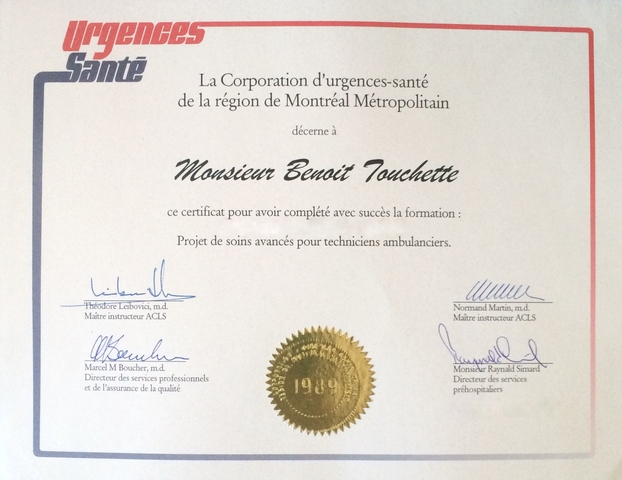 Urgences
Santé
La Corporation d'urgences-santé
de la région de Montréal Métropolitain
décerne à
Monsieur Benoit Touchette
ce certificat pour avoir complété avec succès la formation :
Projet de soins avancés pour techniciens ambulanciers.
Théodore Leibovici, m.d.
Maître instructeur ACLS
Normand Martin, m.d.
Maître instructeur ACLS
Marcel M Boucher, m.d.
Directeur des services professionnels
et de l'assurance de la qualité
Monsieur Raynald Simard
Directeur des services
préhospitaliers
1989